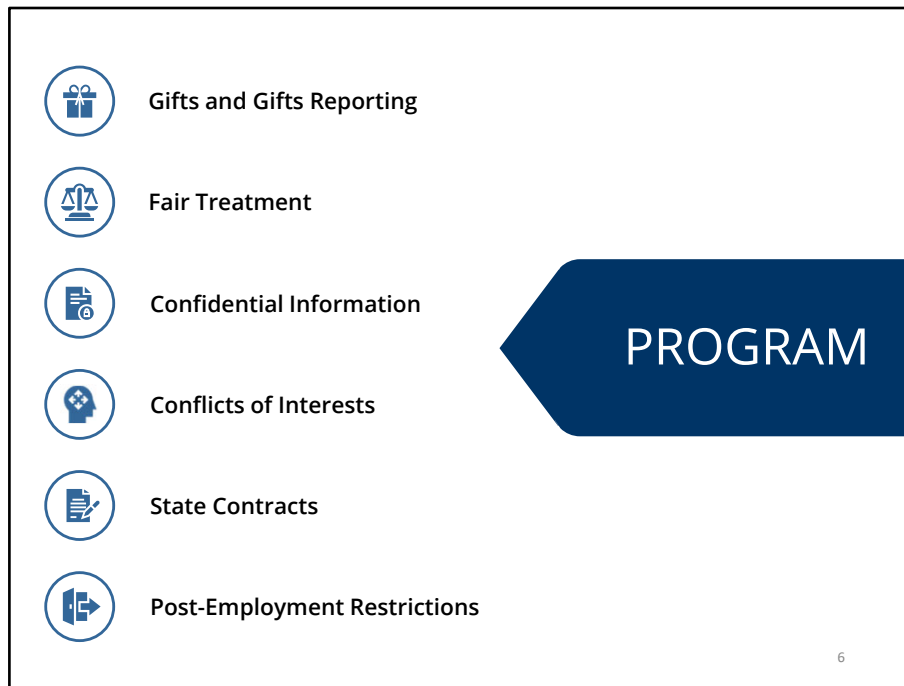 Gifts and Gifts Reporting
Fair Treatment
Confidential Information
PROGRAM
Conflicts of Interests
State Contracts
Post-Employment Restrictions
6